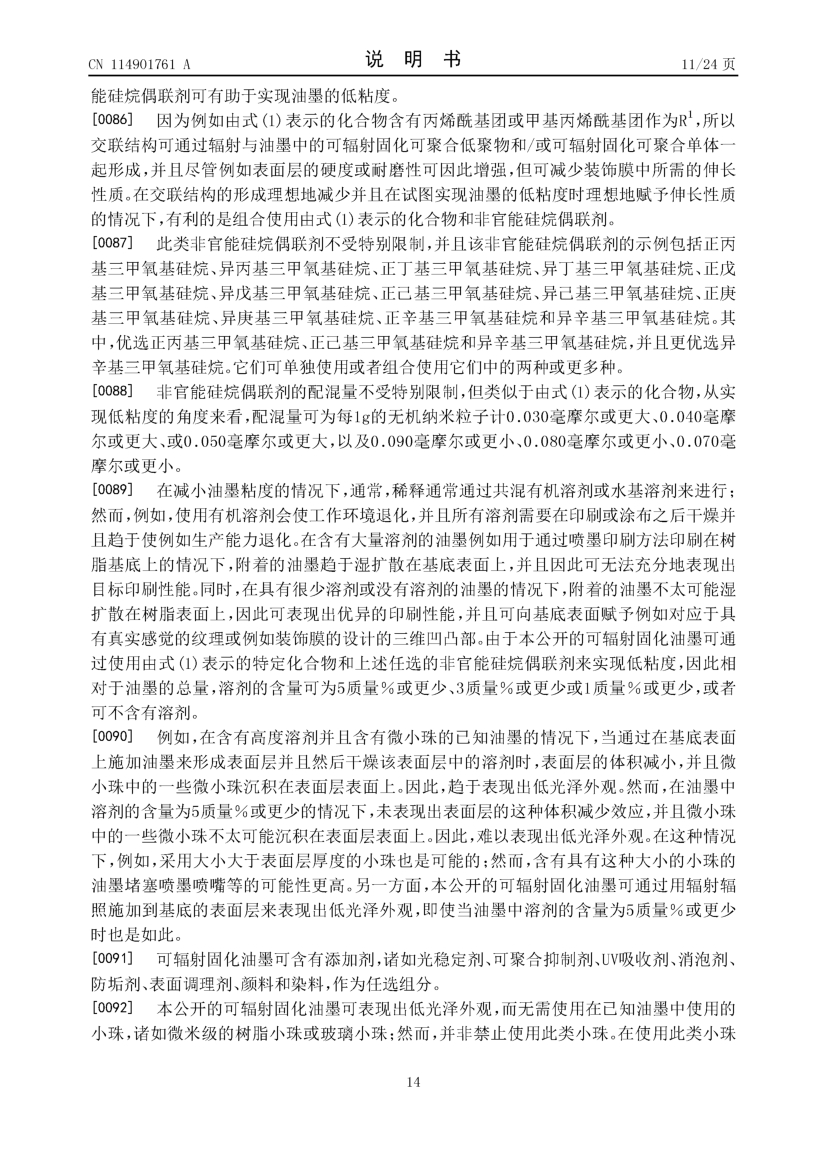 CN 114901761 A
说 明 书
11/24 页
能硅烷偶联剂可有助于实现油墨的低粘度。
[0086] 因为例如由式(1)表示的化合物含有丙烯酰基团或甲基丙烯酰基团作为R¹,所以
交联结构可通过辐射与油墨中的可辐射固化可聚合低聚物和/或可辐射固化可聚合单体一
起形成,并且尽管例如表面层的硬度或耐磨性可因此增强,但可减少装饰膜中所需的伸长
性质。在交联结构的形成理想地减少并且在试图实现油墨的低粘度时理想地赋予伸长性质
的情况下,有利的是组合使用由式(1)表示的化合物和非官能硅烷偶联剂。
[0087] 此类非官能硅烷偶联剂不受特别限制,并且该非官能硅烷偶联剂的示例包括正丙
基三甲氧基硅烷、异丙基三甲氧基硅烷、正丁基三甲氧基硅烷、异丁基三甲氧基硅烷、正戊
基三甲氧基硅烷、异戊基三甲氧基硅烷、正己基三甲氧基硅烷、异己基三甲氧基硅烷、正庚
基三甲氧基硅烷、异庚基三甲氧基硅烷、正辛基三甲氧基硅烷和异辛基三甲氧基硅烷。其
中,优选正丙基三甲氧基硅烷、正己基三甲氧基硅烷和异辛基三甲氧基硅烷,并且更优选异
辛基三甲氧基硅烷。它们可单独使用或者组合使用它们中的两种或更多种。
[0088] 非官能硅烷偶联剂的配混量不受特别限制,但类似于由式(1)表示的化合物,从实
现低粘度的角度来看,配混量可为每1g的无机纳米粒子计0.030毫摩尔或更大、0.040毫摩
尔或更大、或0.050毫摩尔或更大,以及0.090毫摩尔或更小、0.080毫摩尔或更小、0.070毫
摩尔或更小。
[0089] 在减小油墨粘度的情况下,通常,稀释通常通过共混有机溶剂或水基溶剂来进行;
然而,例如,使用有机溶剂会使工作环境退化,并且所有溶剂需要在印刷或涂布之后干燥并
且趋于使例如生产能力退化。在含有大量溶剂的油墨例如用于通过喷墨印刷方法印刷在树
脂基底上的情况下,附着的油墨趋于湿扩散在基底表面上,并且因此可无法充分地表现出
目标印刷性能。同时,在具有很少溶剂或没有溶剂的油墨的情况下,附着的油墨不太可能湿
扩散在树脂表面上,因此可表现出优异的印刷性能,并且可向基底表面赋予例如对应于具
有真实感觉的纹理或例如装饰膜的设计的三维凹凸部。由于本公开的可辐射固化油墨可通
过使用由式(1)表示的特定化合物和上述任选的非官能硅烷偶联剂来实现低粘度,因此相
对于油墨的总量,溶剂的含量可为5质量%或更少、3质量%或更少或1质量%或更少,或者
可不含有溶剂。
[0090] 例如,在含有高度溶剂并且含有微小珠的已知油墨的情况下,当通过在基底表面
上施加油墨来形成表面层并且然后干燥该表面层中的溶剂时,表面层的体积减小,并且微
小珠中的一些微小珠沉积在表面层表面上。因此,趋于表现出低光泽外观。然而,在油墨中
溶剂的含量为5质量%或更少的情况下,未表现出表面层的这种体积减少效应,并且微小珠
中的一些微小珠不太可能沉积在表面层表面上。因此,难以表现出低光泽外观。在这种情况
下,例如,采用大小大于表面层厚度的小珠也是可能的;然而,含有具有这种大小的小珠的
油墨堵塞喷墨喷嘴等的可能性更高。另一方面,本公开的可辐射固化油墨可通过用辐射辐
照施加到基底的表面层来表现出低光泽外观,即使当油墨中溶剂的含量为5质量%或更少
时也是如此。
[0091] 可辐射固化油墨可含有添加剂,诸如光稳定剂、可聚合抑制剂、UV吸收剂、消泡剂、
防垢剂、表面调理剂、颜料和染料,作为任选组分。
[0092] 本公开的可辐射固化油墨可表现出低光泽外观,而无需使用在已知油墨中使用的
小珠,诸如微米级的树脂小珠或玻璃小珠;然而,并非禁止使用此类小珠。在使用此类小珠
14